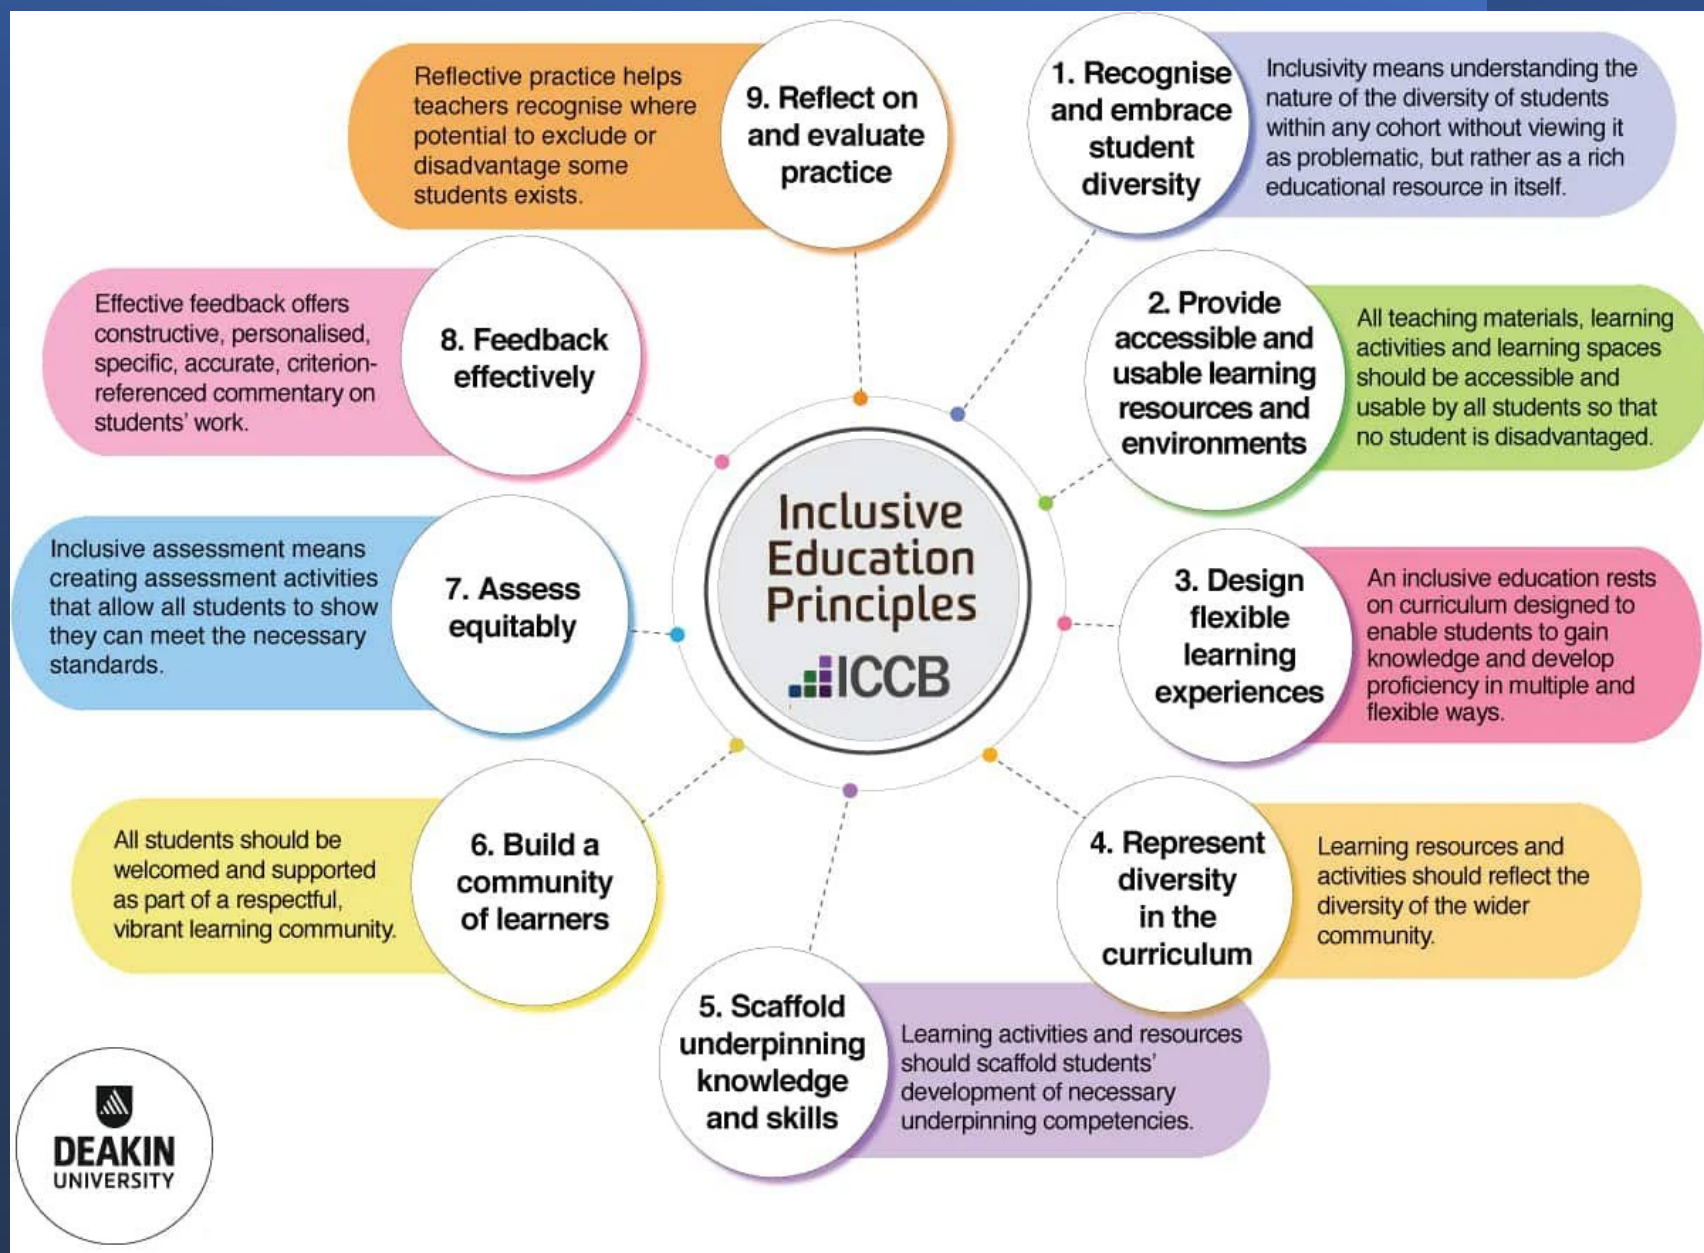 Inclusive
Education
Principles
ICCB
1. Recognise
and embrace
student
diversity
Inclusivity means understanding the
nature of the diversity of students
within any cohort without viewing it
as problematic, but rather as a rich
educational resource in itself.
2. Provide
accessible and
usable learning
resources and
environments
All teaching materials, learning
activities and learning spaces
should be accessible and
usable by all students so that
no student is disadvantaged.
3. Design
flexible
learning
experiences
An inclusive education rests
on curriculum designed to
enable students to gain
knowledge and develop
proficiency in multiple and
flexible ways.
4. Represent
diversity
in the
curriculum
Learning resources and
activities should reflect the
diversity of the wider
community.
5. Scaffold
underpinning
knowledge
and skills
Learning activities and resources
should scaffold students’
development of necessary
underpinning competencies.
6. Build a
community
of learners
All students should be
welcomed and supported
as part of a respectful,
vibrant learning community.
7. Assess
equitably
Inclusive assessment means
creating assessment activities
that allow all students to show
they can meet the necessary
standards.
8. Feedback
effectively
Effective feedback offers
constructive, personalised,
specific, accurate, criterion-
referenced commentary on
students’ work.
9. Reflect on
and evaluate
practice
Reflective practice helps
teachers recognise where
potential to exclude or
disadvantage some
students exists.
DEAKIN
UNIVERSITY